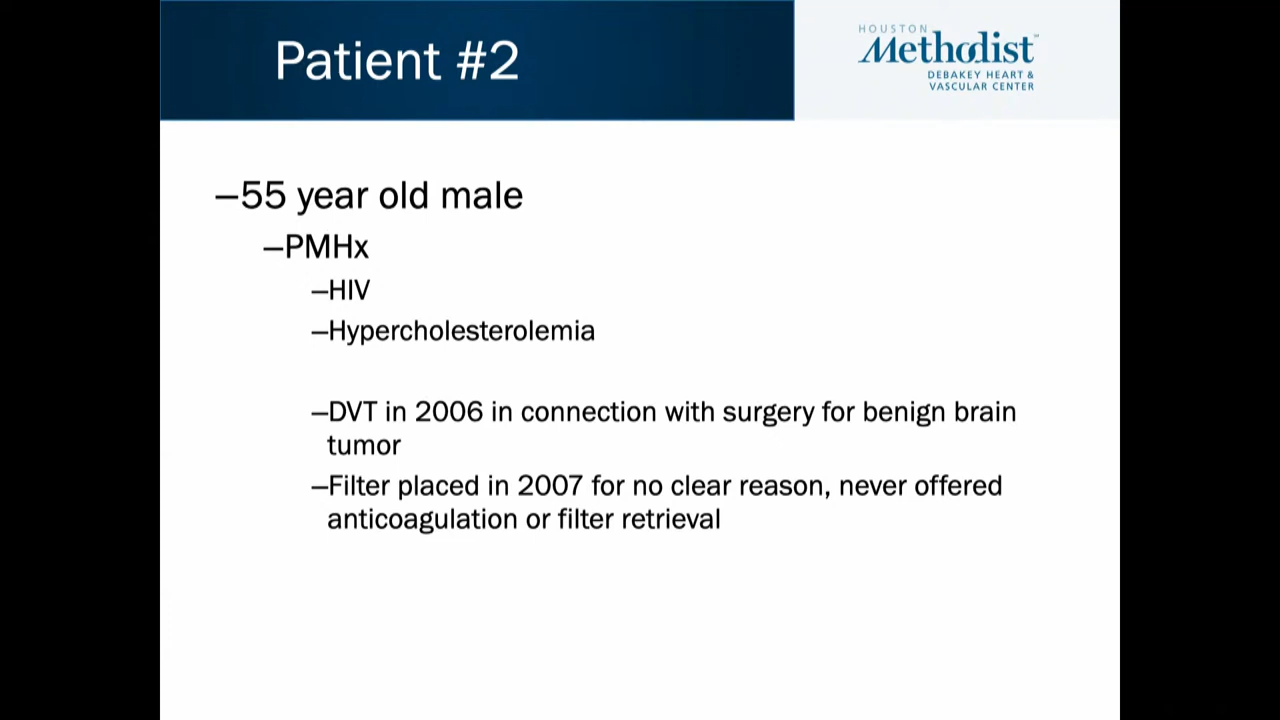 Patient #2
HOUSTON
Methodist
DEBAKEY HEART &
VASCULAR CENTER
–55 year old male
–PMHx
–HIV
–Hypercholesterolemia
–DVT in 2006 in connection with surgery for benign brain
tumor
–Filter placed in 2007 for no clear reason, never offered
anticoagulation or filter retrieval